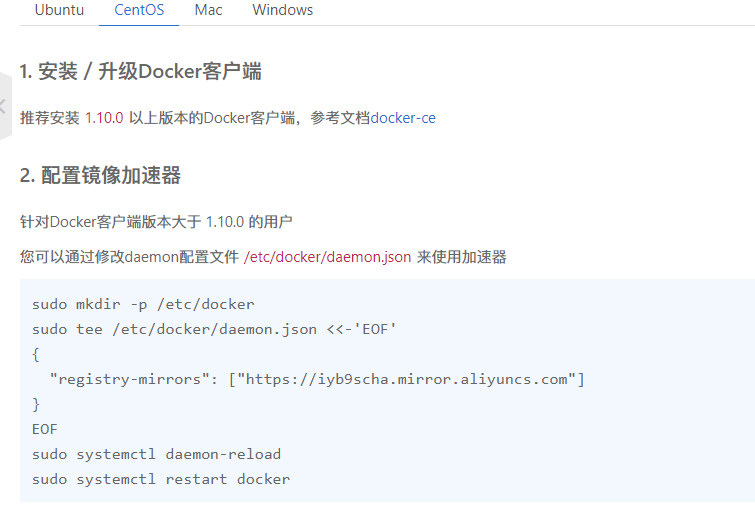 Ubuntu CentOS Mac Windows
1. 安装 / 升级Docker客户端
推荐安装 1.10.0 以上版本的Docker客户端，参考文档docker-ce
2. 配置镜像加速器
针对Docker客户端版本大于 1.10.0 的用户
您可以通过修改daemon配置文件 /etc/docker/daemon.json 来使用加速器
sudo mkdir -p /etc/docker
sudo tee /etc/docker/daemon.json <<-'EOF'
{
  "registry-mirrors": ["https://iyb9scha.mirror.aliyuncs.com"]
}
EOF
sudo systemctl daemon-reload
sudo systemctl restart docker